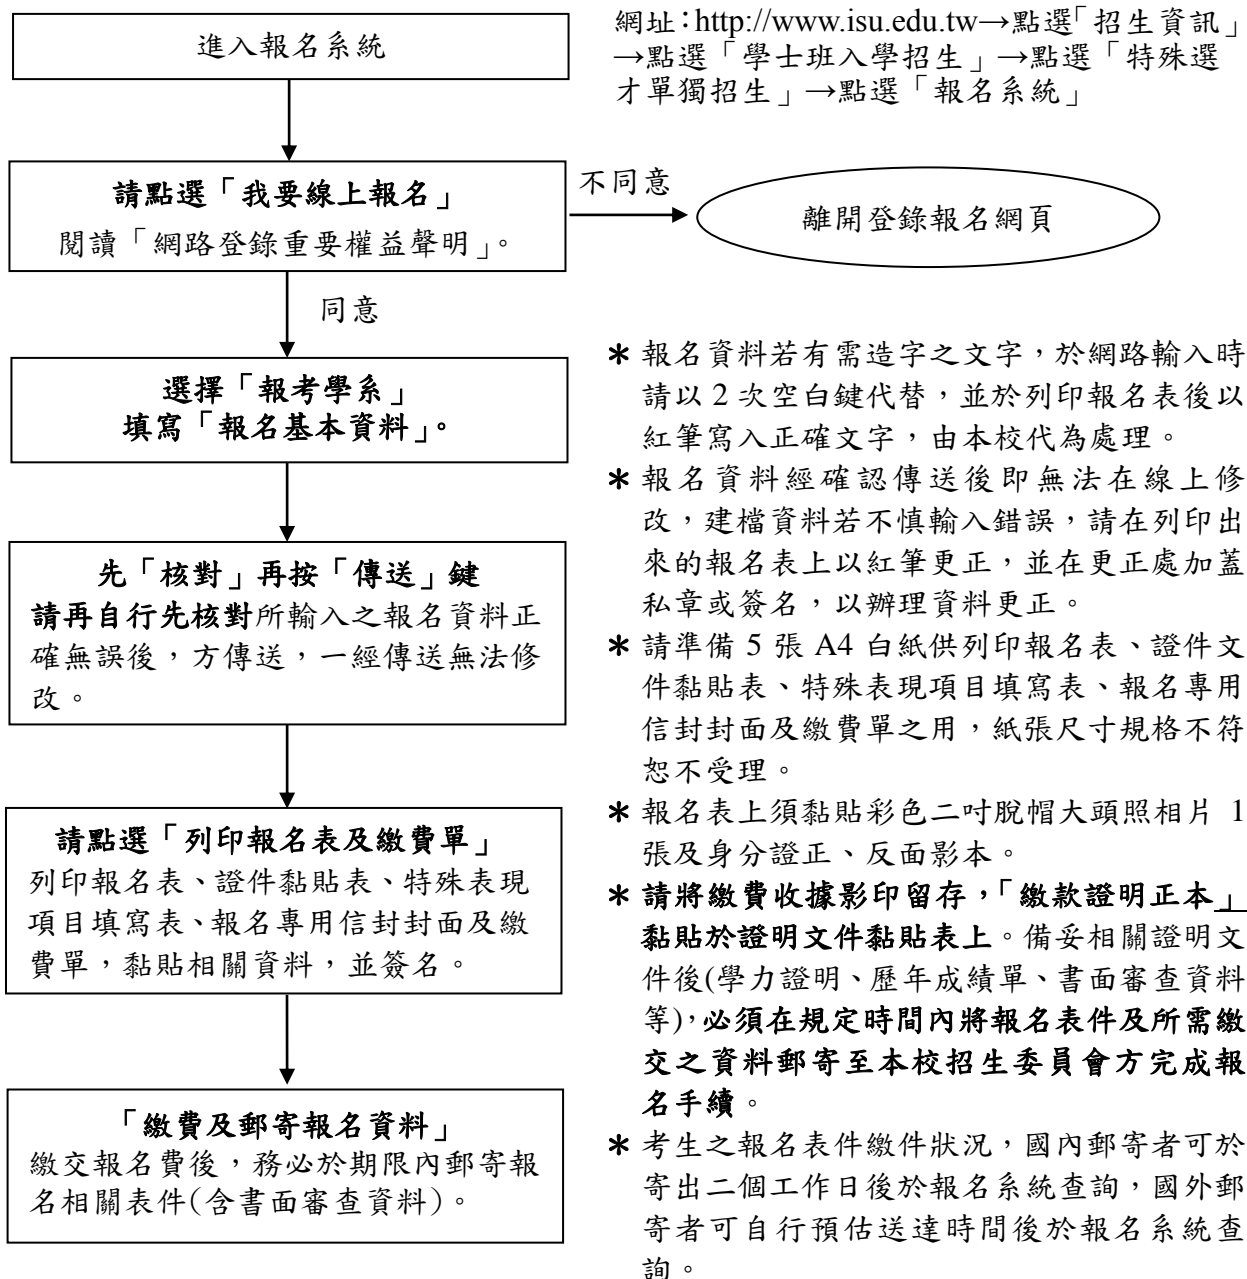 進入報名系統
網址：http://www.isu.edu.tw→點選「招生資訊」
→點選「學士班入學招生」→點選「特殊選
才單獨招生」→點選「報名系統」
請點選「我要線上報名」
閱讀「網路登錄重要權益聲明」。
不同意
離開登錄報名網頁
同意
選擇「報考學系」
填寫「報名基本資料」。
先「核對」再按「傳送」鍵
請再自行先核對所輸入之報名資料正
確無誤後，方傳送，一經傳送無法修
改。
請點選「列印報名表及繳費單」
列印報名表、證件黏貼表、特殊表現
項目填寫表、報名專用信封封面及繳
費單，黏貼相關資料，並簽名。
「繳費及郵寄報名資料」
繳交報名費後，務必於期限內郵寄報
名相關表件(含書面審查資料)。
＊報名資料若有需造字之文字，於網路輸入時
請以 2 次空白鍵代替，並於列印報名表後以
紅筆寫入正確文字，由本校代為處理。
＊報名資料經確認傳送後即無法在線上修
改，建檔資料若不慎輸入錯誤，請在列印出
來的報名表上以紅筆更正，並在更正處加蓋
私章或簽名，以辦理資料更正。
＊請準備 5 張 A4 白紙供列印報名表、證件文
件黏貼表、特殊表現項目填寫表、報名專用
信封封面及繳費單之用，紙張尺寸規格不符
恕不受理。
＊報名表上須黏貼彩色二吋脫帽大頭照相片 1
張及身分證正、反面影本。
＊請將繳費收據影印留存，「繳款證明正本」
黏貼於證明文件黏貼表上。備妥相關證明文
件後(學力證明、歷年成績單、書面審查資料
等)，必須在規定時間內將報名表件及所需繳
交之資料郵寄至本校招生委員會方完成報
名手續。
＊考生之報名表件繳件狀況，國內郵寄者可於
寄出二個工作日後於報名系統查詢，國外郵
寄者可自行預估送達時間後於報名系統查
詢。